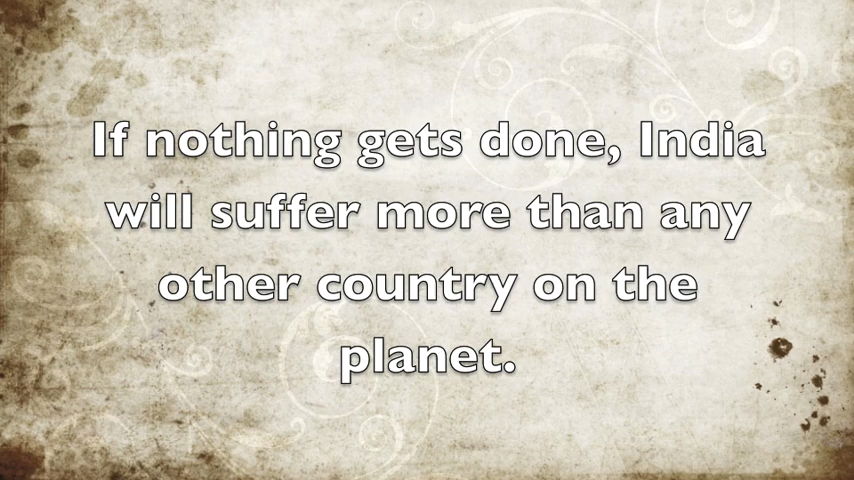 If nothing gets done, India
will suffer more than any
other country on the
planet.